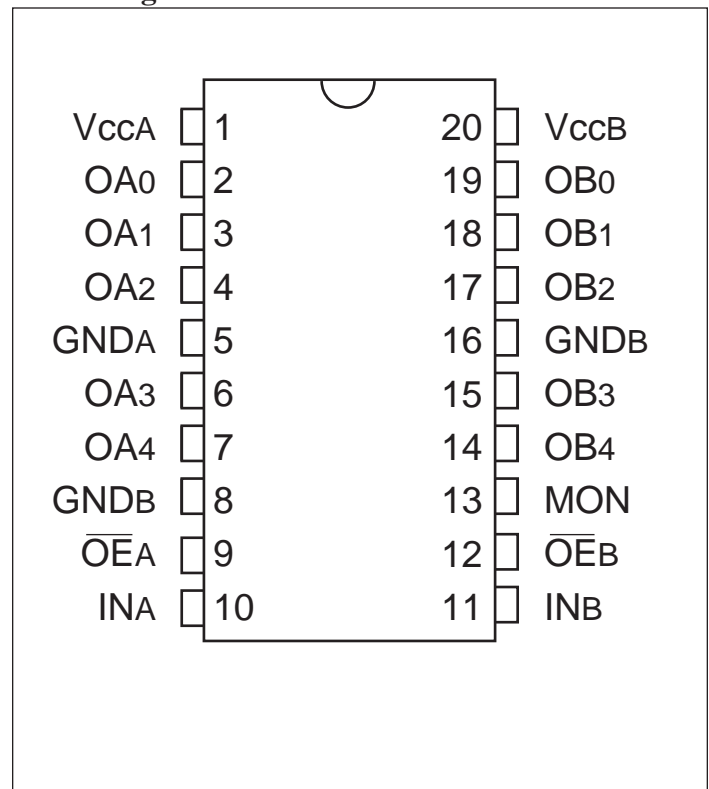 VccA 1 20 VccB
OA0 2 19 OB0
OA1 3 18 OB1
OA2 4 17 OB2
GNDA 5 16 GNDB
OA3 6 15 OB3
OA4 7 14 OB4
GNDB 8 13 MON
O̅E̅A 9 12 O̅E̅B
INA 10 11 INB